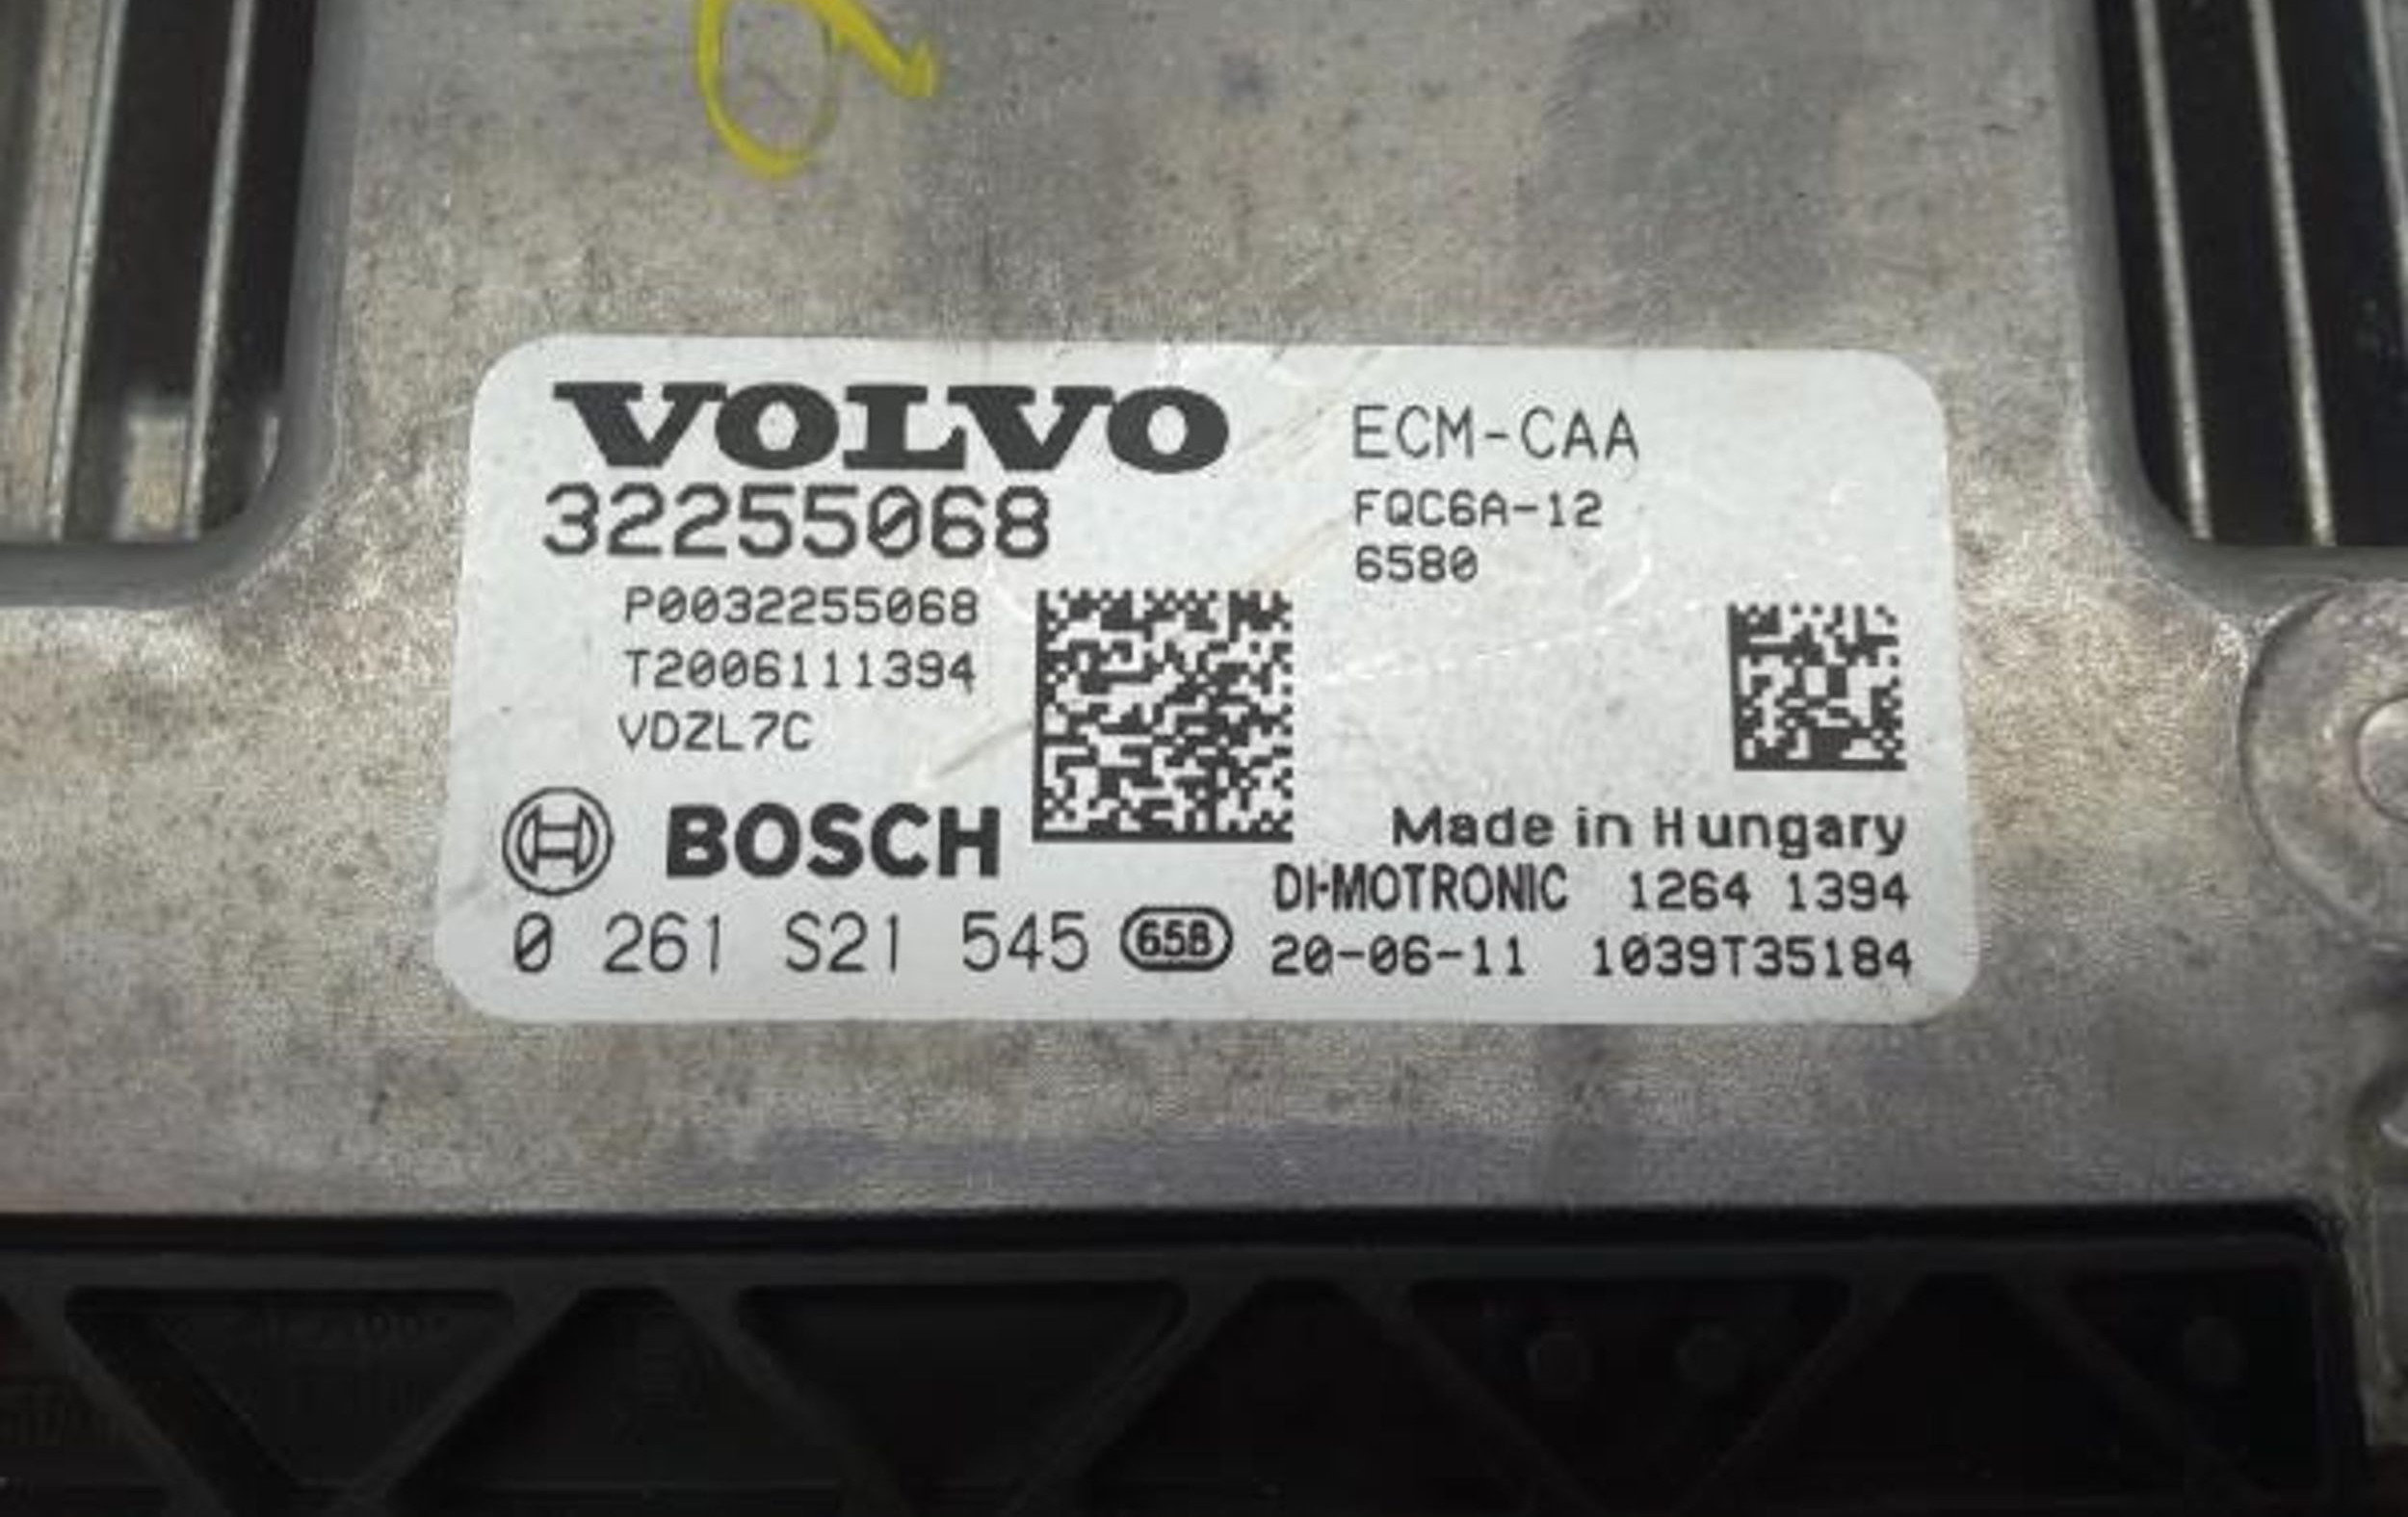 VOLVO
32255068
P0032255068
T2006111394
VDZL7C
BOSCH
0 261 S21 545 65B
ECM-CAA
FQC6A-12
6580
Made in Hungary
DI-MOTRONIC 1264 1394
20-06-11 1039T35184